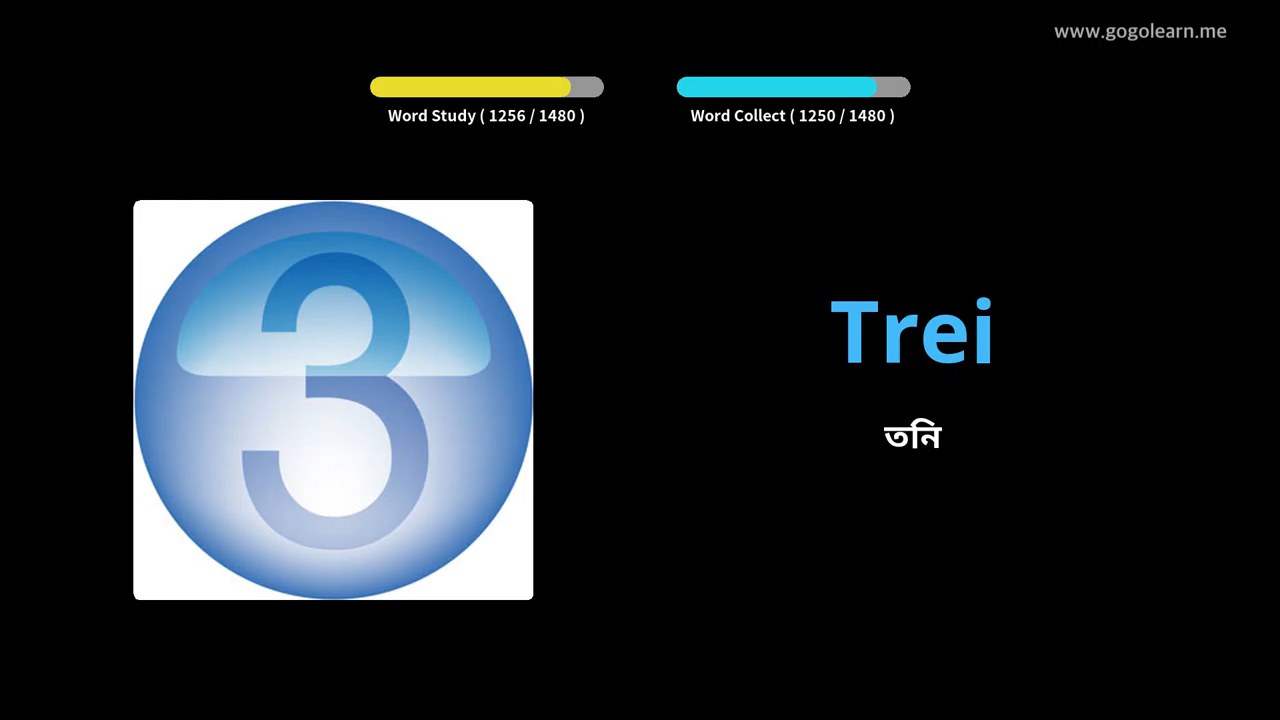 www.gogolearn.me
Word Study ( 1256 / 1480 )
Word Collect ( 1250 / 1480 )
3
Trei
তিন